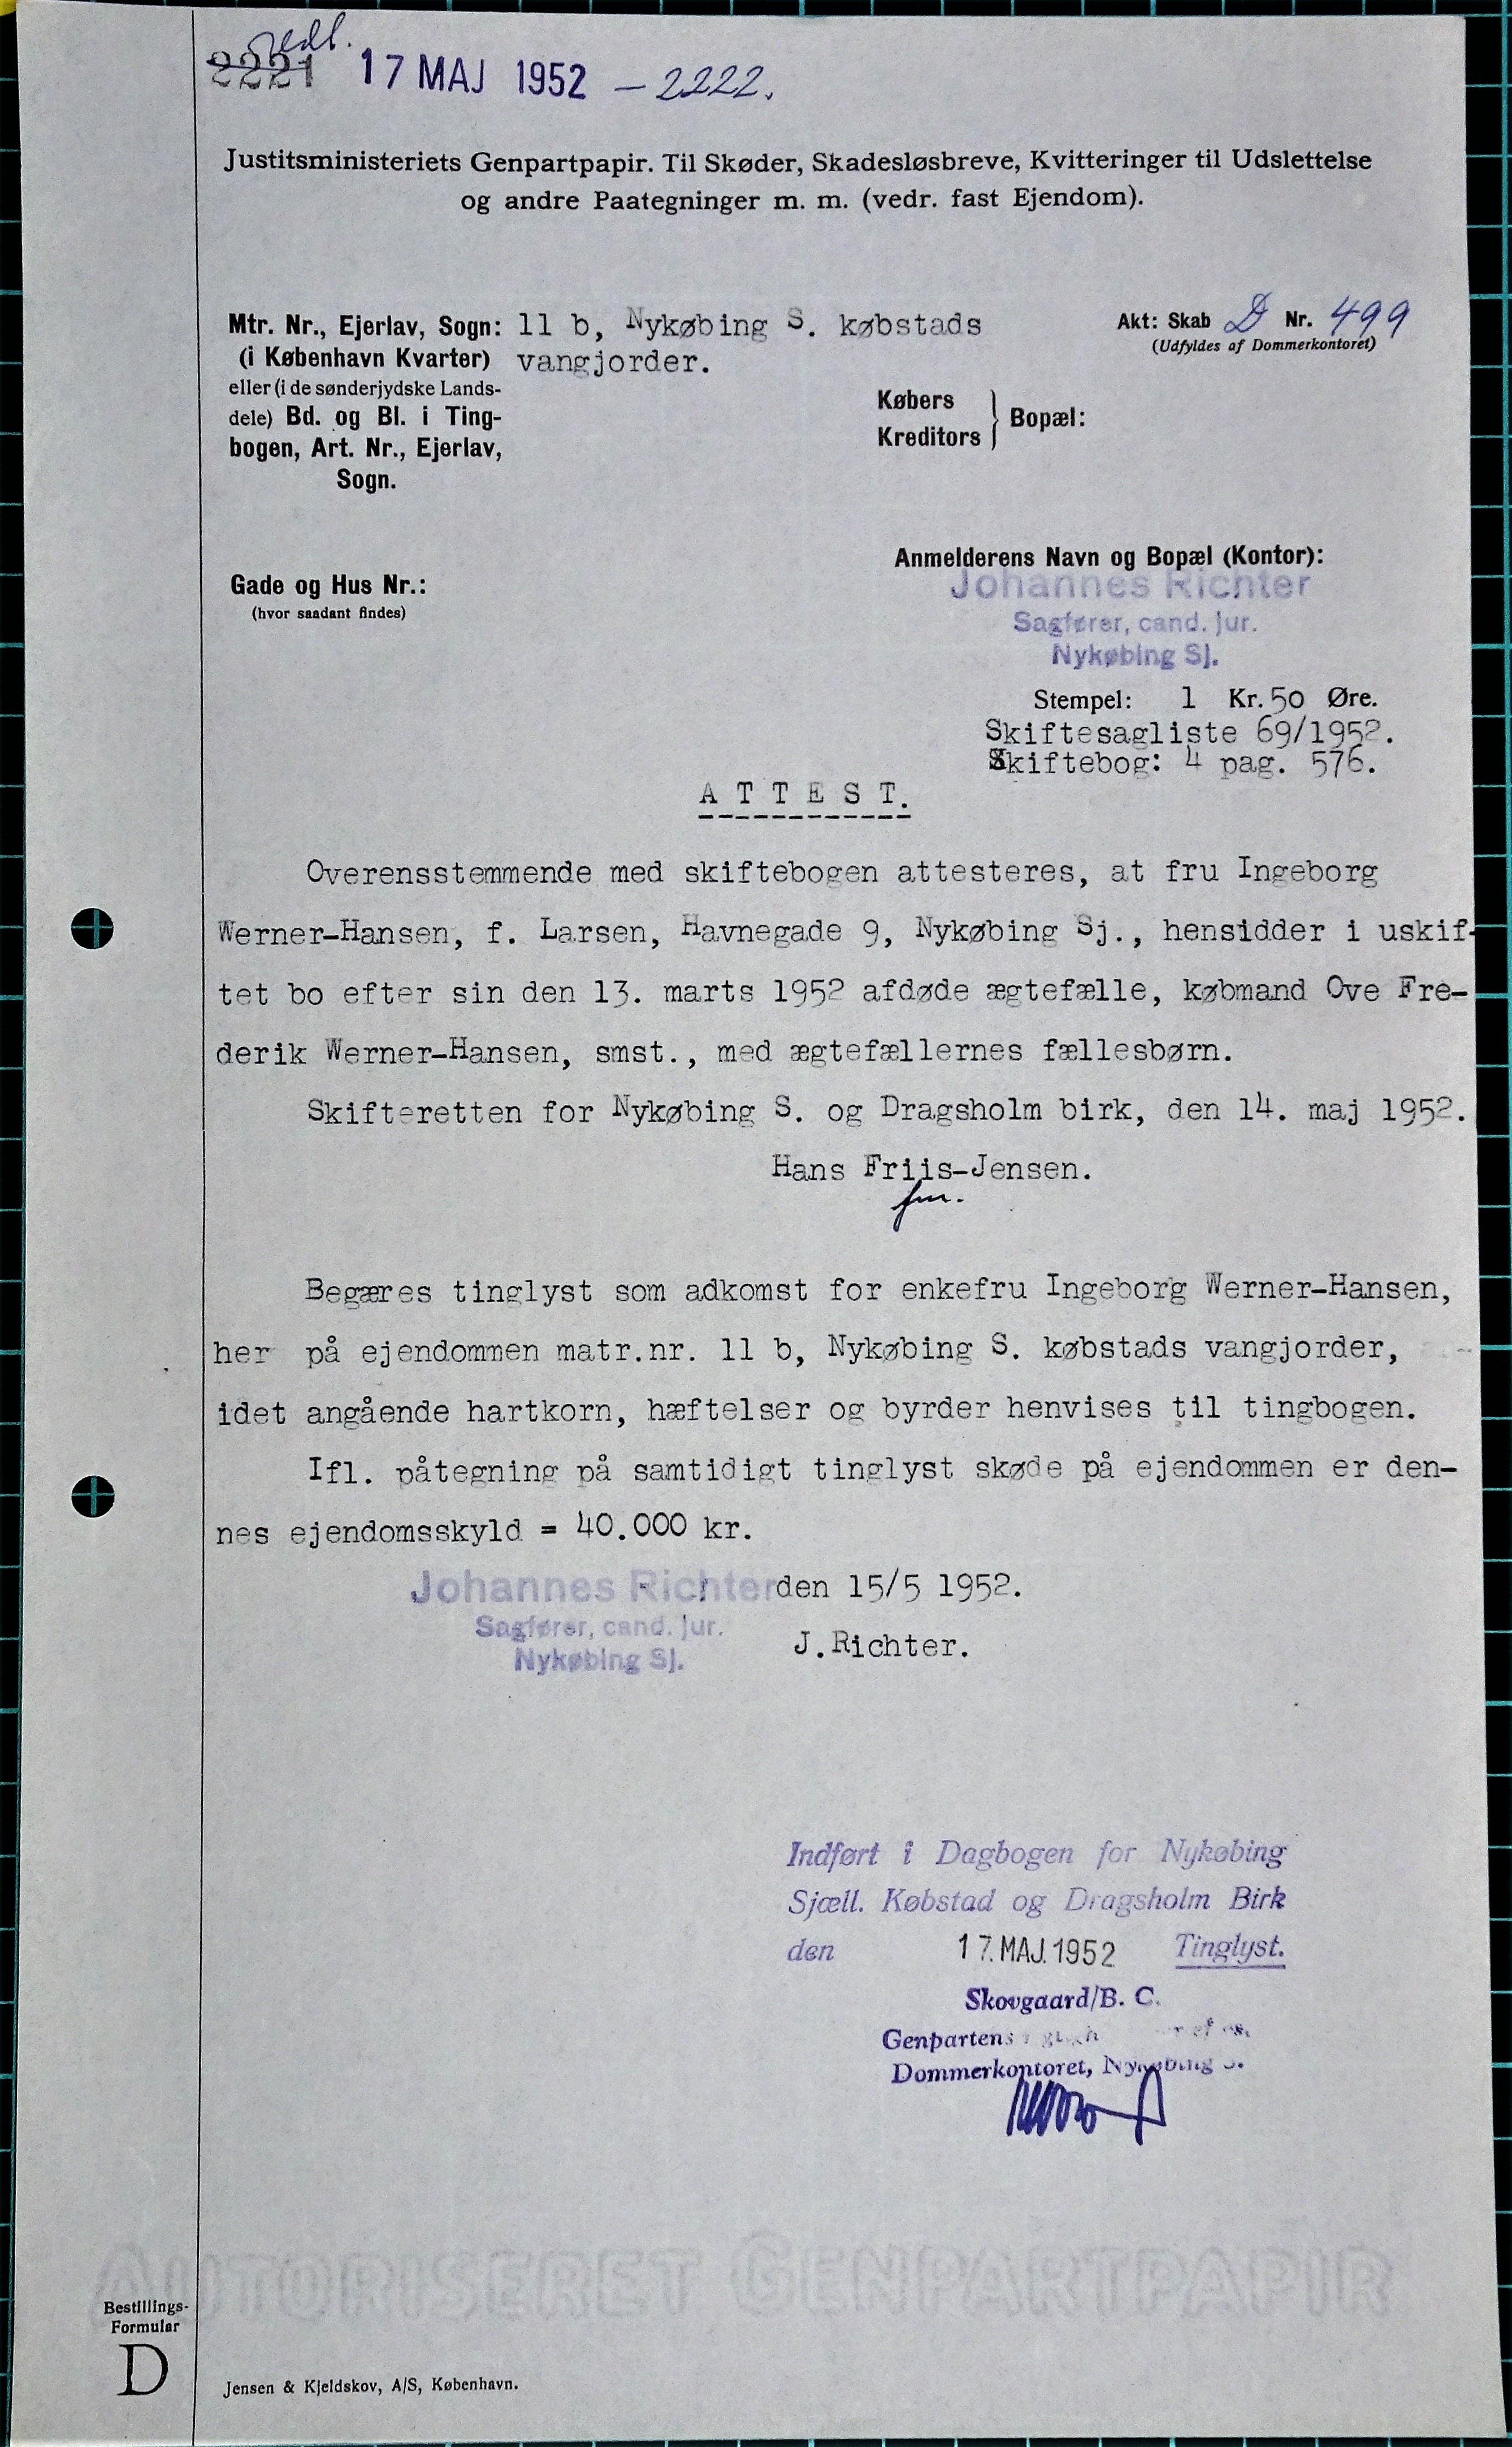 vedl.
2221 17 MAJ 1952 – 2222.
Justitsministeriets Genpartpapir. Til Skøder, Skadesløsbreve, Kvitteringer til Udslettelse
og andre Paategninger m. m. (vedr. fast Ejendom).
Mtr. Nr., Ejerlav, Sogn: 11 b, Nykøbing S. købstads
(i København Kvarter) vangjorder.
eller (i de sønderjydske Lands-
dele) Bd. og Bl. i Ting-
bogen, Art. Nr., Ejerlav,
Sogn.
Akt: Skab D Nr. 499
(Udfyldes af Dommerkontoret)
Købers
Kreditors } Bopæl:
Gade og Hus Nr.:
(hvor saadant findes)
Anmelderens Navn og Bopæl (Kontor):
Johannes Richter
Sagfører, cand. jur.
Nykøbing Sj.
Stempel: 1 Kr. 50 Øre.
Skiftesagliste 69/1952.
Skiftebog: 4 pag. 576.
ATTEST.
Overensstemmende med skiftebogen attesteres, at fru Ingeborg
Werner-Hansen, f. Larsen, Havnegade 9, Nykøbing Sj., hensidder i uskif-
tet bo efter sin den 13. marts 1952 afdøde ægtefælle, købmand Ove Fre-
derik Werner-Hansen, smst., med ægtefællernes fællesbørn.
Skifteretten for Nykøbing S. og Dragsholm birk, den 14. maj 1952.
Hans Friis-Jensen.
fm.
Begæres tinglyst som adkomst for enkefru Ingeborg Werner-Hansen,
her på ejendommen matr.nr. 11 b, Nykøbing S. købstads vangjorder,
idet angående hartkorn, hæftelser og byrder henvises til tingbogen.
Ifl. påtegning på samtidigt tinglyst skøde på ejendommen er den-
nes ejendomsskyld = 40.000 kr.
Johannes Richter den 15/5 1952.
Sagfører, cand. jur.
Nykøbing Sj.
J.Richter.
Indført i Dagbogen for Nykøbing
Sjæll. Købstad og Dragsholm Birk
den 17. MAJ. 1952 Tinglyst.
Skovgaard/B. C.
Genpartens
Dommerkontoret, Nykøbing S.
AUTORISERET GENPARTPAPIR
Bestillings-
Formular
D
Jensen & Kjeldskov, A/S, København.